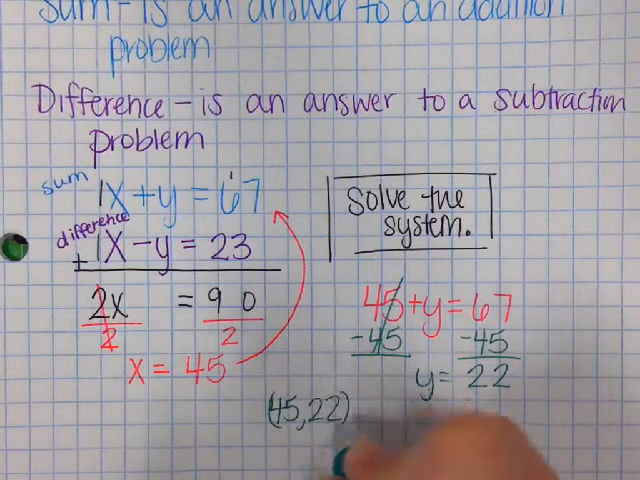 Sum - is an answer to an addition
problem
Difference - is an answer to a subtraction
problem
sum 1x + y = 67
difference + 1x - y = 23
2x = 90
2 2
x = 45
Solve the
system.
45 + y = 67
-45 -45
y = 22
(45,22)